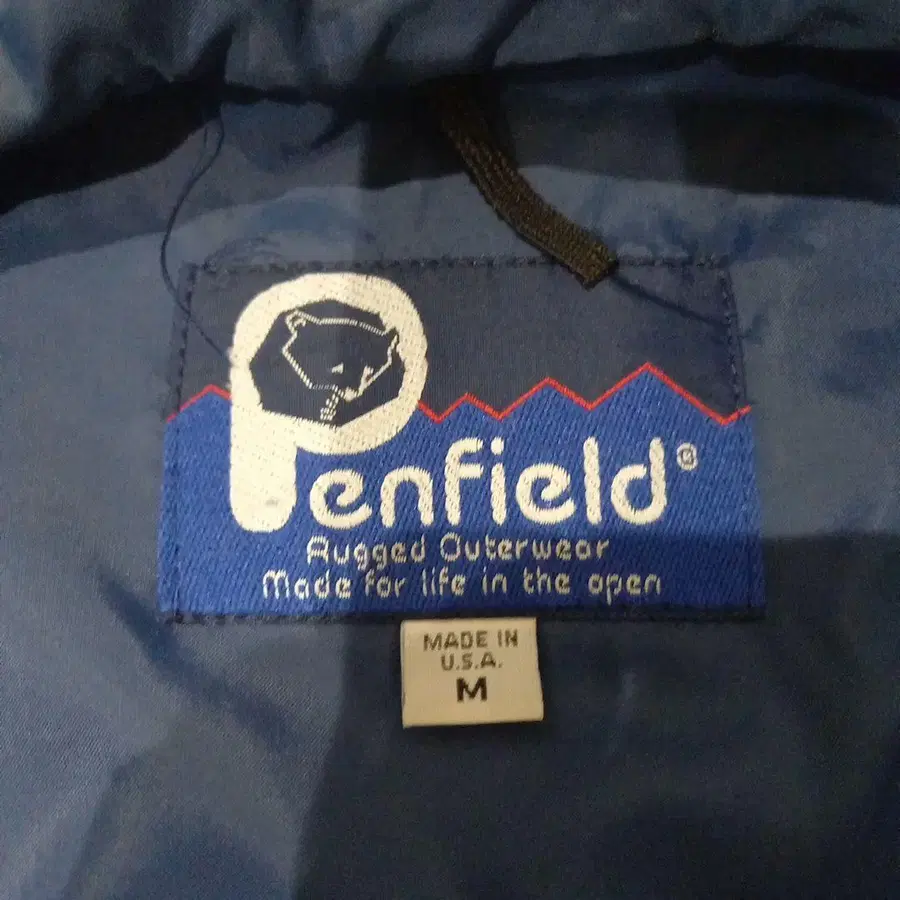 Penfield®
Rugged Outerwear
Made for life in the open
MADE IN
U.S.A.
M